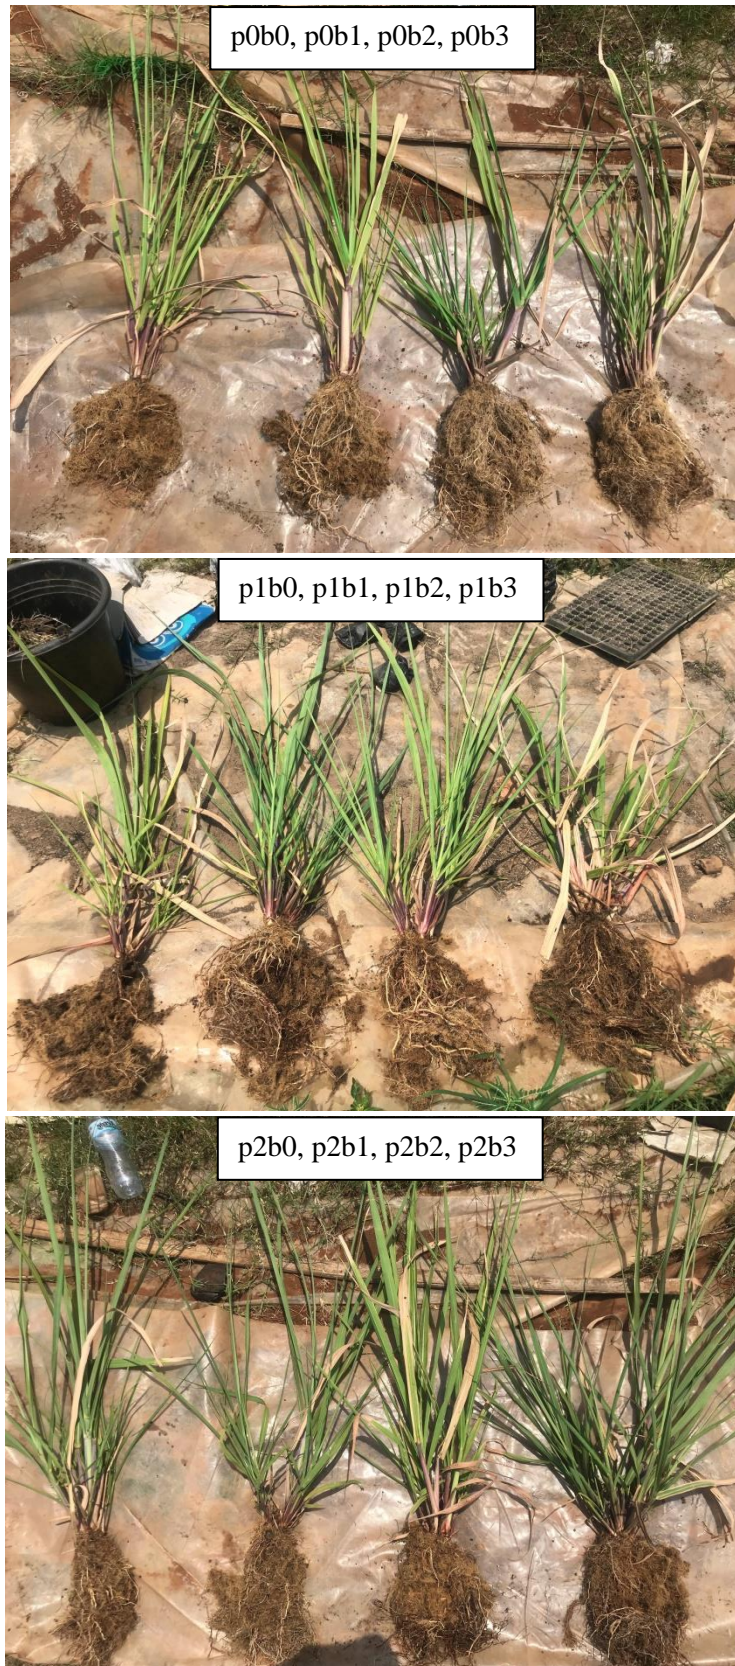 p0b0, p0b1, p0b2, p0b3
p1b0, p1b1, p1b2, p1b3
p2b0, p2b1, p2b2, p2b3